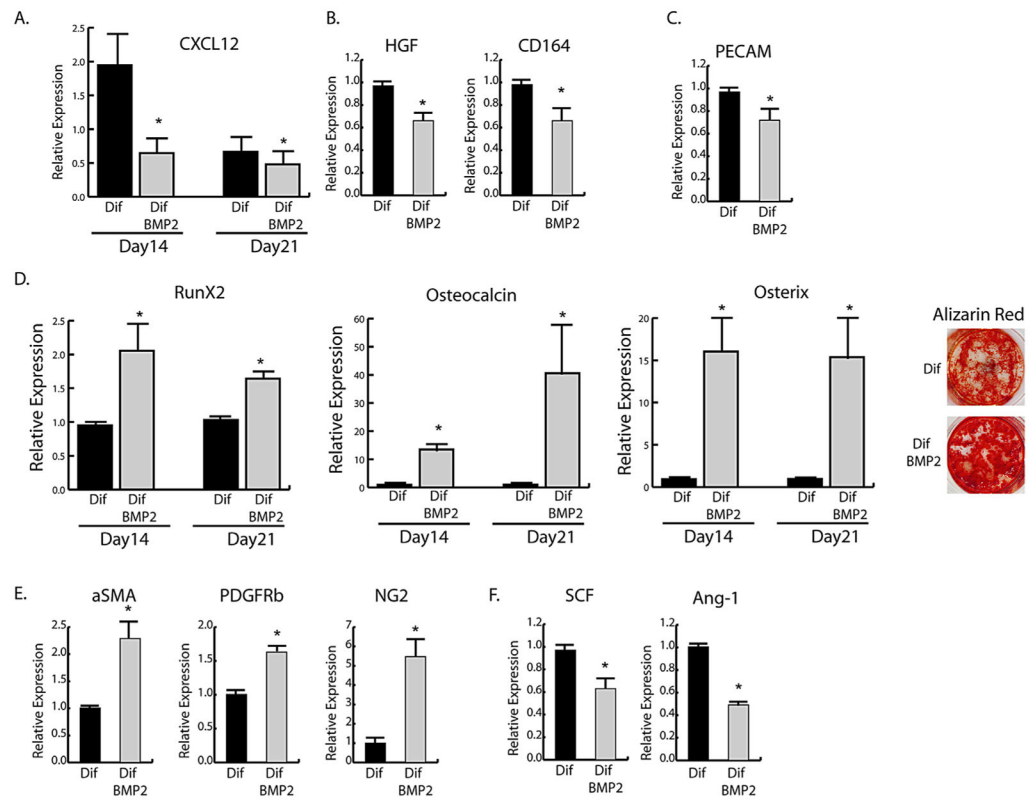 A.
CXCL12
Relative Expression
2.5
2.0
1.5
1.0
0.5
0.0
*
*
Dif
Dif
BMP2
Dif
Dif
BMP2
Day14
Day21
B.
HGF
Relative Expression
1.2
1.0
0.8
0.6
0.4
0.2
0.0
*
Dif
Dif
BMP2
CD164
Relative Expression
1.2
1.0
0.8
0.6
0.4
0.2
0.0
*
Dif
Dif
BMP2
C.
PECAM
Relative Expression
1.2
1.0
0.8
0.6
0.4
0.2
0.0
*
Dif
Dif
BMP2
D.
RunX2
Relative Expression
2.5
2.0
1.5
1.0
0.5
0.0
*
*
Dif
Dif
BMP2
Dif
Dif
BMP2
Day14
Day21
Osteocalcin
Relative Expression
60
50
40
30
20
10
0
*
*
Dif
Dif
BMP2
Dif
Dif
BMP2
Day14
Day21
Osterix
Relative Expression
20
15
10
5
0
*
*
Dif
Dif
BMP2
Dif
Dif
BMP2
Day14
Day21
Alizarin Red
Dif
Dif
BMP2
E.
aSMA
Relative Expression
2.5
2.0
1.5
1.0
0.5
0.0
*
Dif
Dif
BMP2
PDGFRb
Relative Expression
2.0
1.5
1.0
0.5
0.0
*
Dif
Dif
BMP2
NG2
Relative Expression
7
6
5
4
3
2
1
0
*
Dif
Dif
BMP2
F.
SCF
Relative Expression
1.2
1.0
0.8
0.6
0.4
0.2
0.0
*
Dif
Dif
BMP2
Ang-1
Relative Expression
1.2
1.0
0.8
0.6
0.4
0.2
0.0
*
Dif
Dif
BMP2